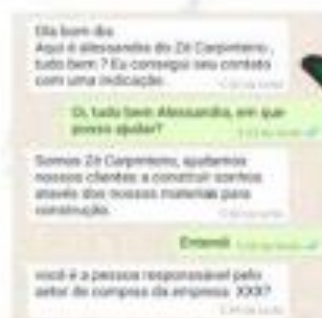 Olá bom dia
Aqui é alessandra do Zé Carpinteiro,
tudo bem ? Eu consegui seu contato
com uma indicação.
Oi, tudo bem Alessandra, em que
posso ajudar?
Somos Zé Carpinteiro, ajudamos
nossos clientes a construir sonhos
através dos nossos materiais para
construção.
Entendi
você é a pessoa responsável pelo
setor de compras da empresa XXX?